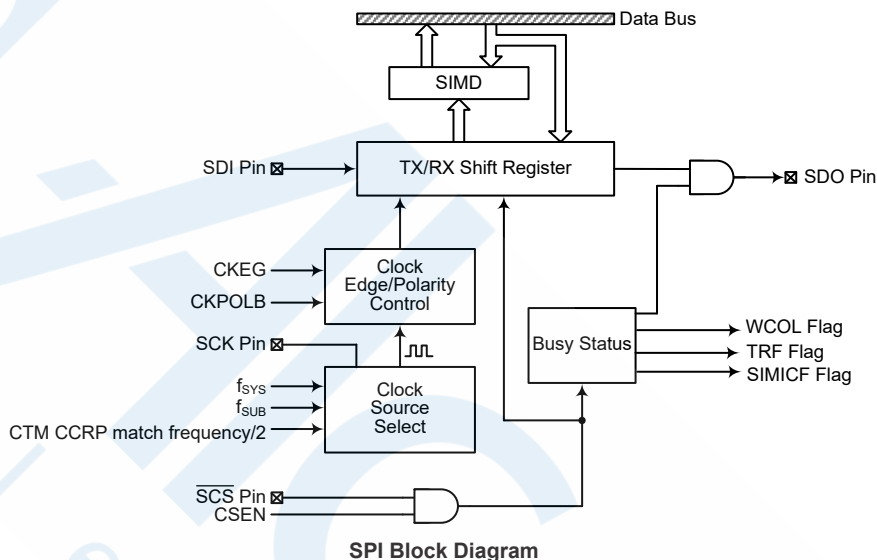 Data Bus
SIMD
SDI Pin
TX/RX Shift Register
SDO Pin
CKEG
CKPOLB
Clock
Edge/Polarity
Control
SCK Pin
Busy Status
WCOL Flag
TRF Flag
SIMICF Flag
fSYS
fSUB
CTM CCRP match frequency/2
Clock
Source
Select
SCS Pin
CSEN
SPI Block Diagram